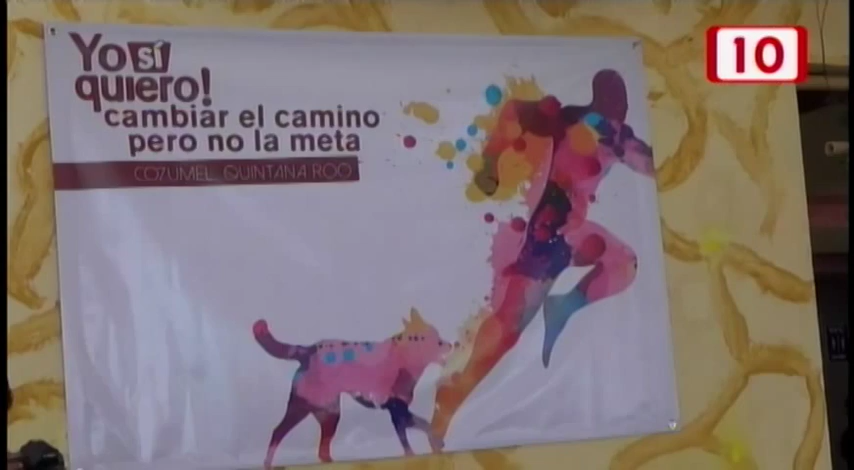 Yo sí
quiero!
cambiar el camino
pero no la meta
COZUMEL, QUINTANA ROO
10